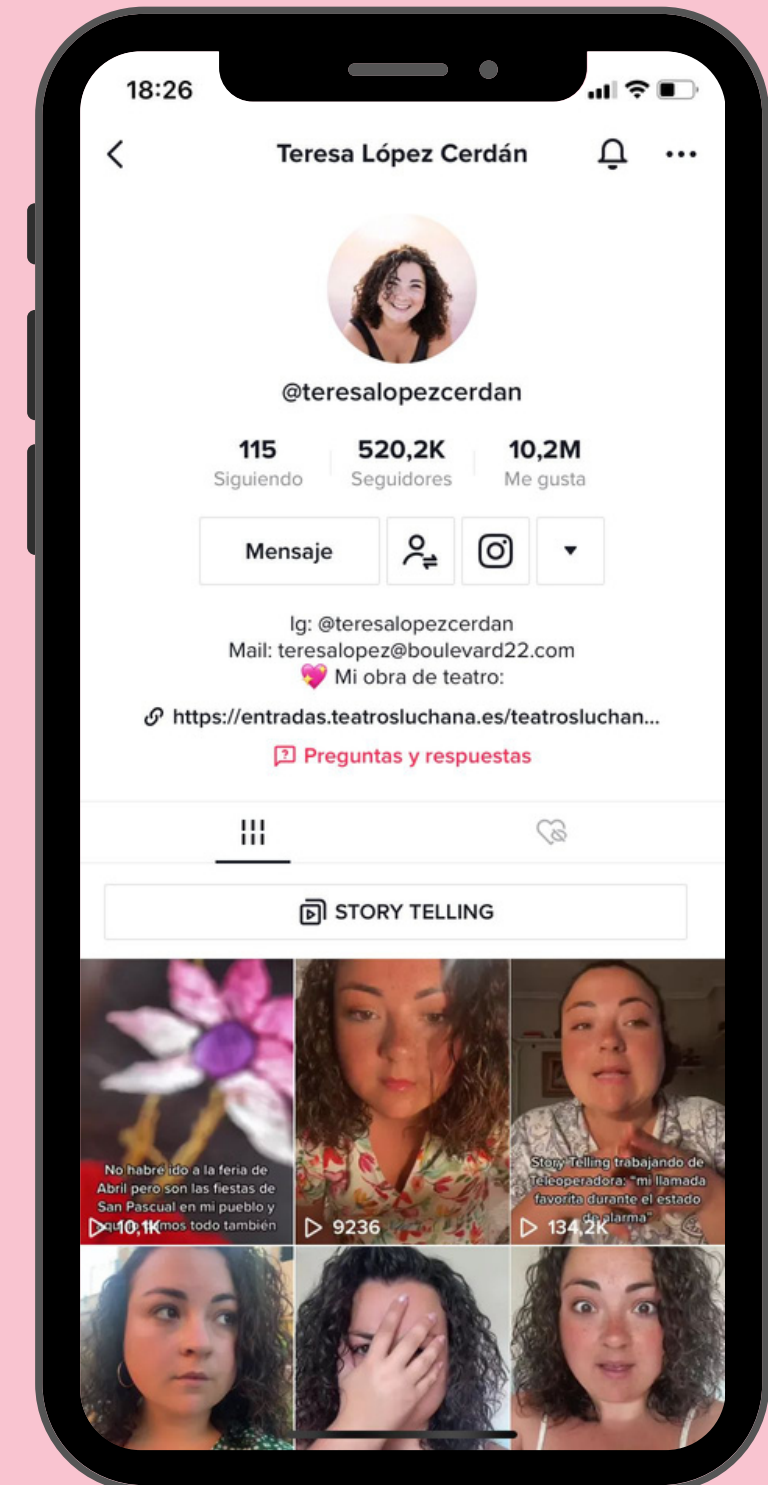 18:26
Teresa López Cerdán
@teresalopezcerdan
115 520,2K 10,2M
Siguiendo Seguidores Me gusta
Mensaje
Ig: @teresalopezcerdan
Mail: teresalopez@boulevard22.com
💖 Mi obra de teatro:
https://entradas.teatrosluchana.es/teatrosluchan...
Preguntas y respuestas
STORY TELLING
No habré ido a la feria de
Abril pero son las fiestas de
San Pascual en mi pueblo y
todo también
10,1K
9236
Story Telling trabajando de
Teleoperadora: "mi llamada
favorita durante el estado
de alarma"
134,2K